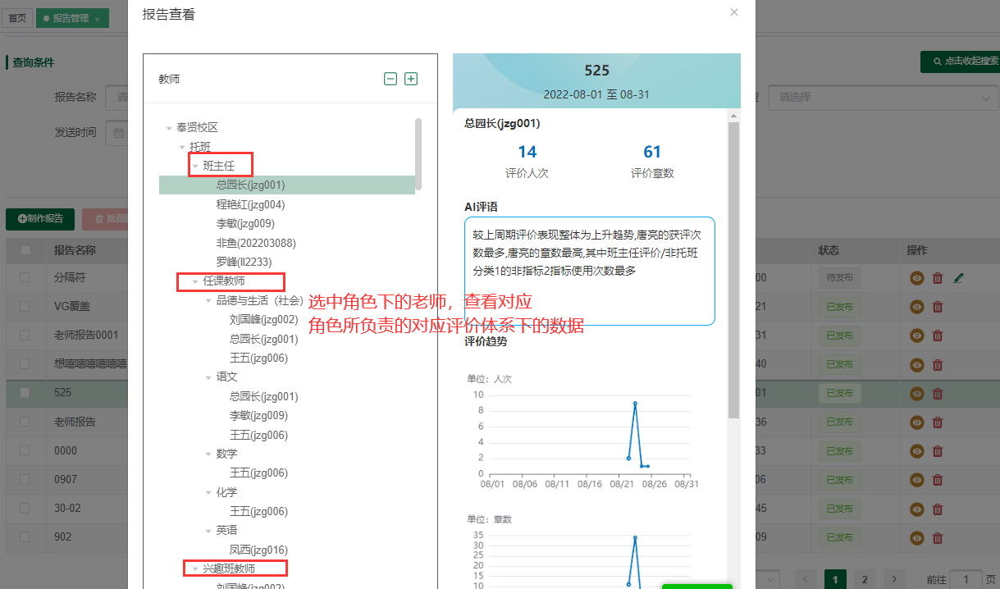 首页
报告管理 ×
查询条件
点击收起搜索
报告名称
请选择
发送时间
制作报告
报告名称
状态
操作
分隔符
00
待发布
VG覆盖
21
已发布
老师报告0001
31
已发布
想嘻嘻嘻嘻嘻嘻
40
已发布
525
01
已发布
老师报告
36
已发布
0000
33
已发布
0907
06
已发布
30-02
45
已发布
902
09
已发布
1
2
前往
1
页
报告查看
教师
奉贤校区
托班
班主任
总园长(jzg001)
程艳红(jzg004)
李敏(jzg009)
非鱼(202203088)
罗峰(ll2233)
任课教师
品德与生活（社会）
刘国峰(jzg002)
总园长(jzg001)
王五(jzg006)
语文
总园长(jzg001)
李敏(jzg009)
王五(jzg006)
数学
王五(jzg006)
化学
王五(jzg006)
英语
凤西(jzg016)
兴趣班教师
刘国峰(jzg002)
选中角色下的老师，查看对应
角色所负责的对应评价体系下的数据
525
2022-08-01 至 08-31
总园长(jzg001)
14
61
评价人次
评价章数
AI评语
较上周期评价表现整体为上升趋势,唐亮的获评次
数最多,唐亮的章数最高,其中班主任评价/非托班
分类1的非指标2指标使用次数最多
评价趋势
单位：人次
10
8
6
4
2
0
08/01 08/06 08/11 08/16 08/21 08/26 08/31
单位：章数
35
30
25
20
15
10